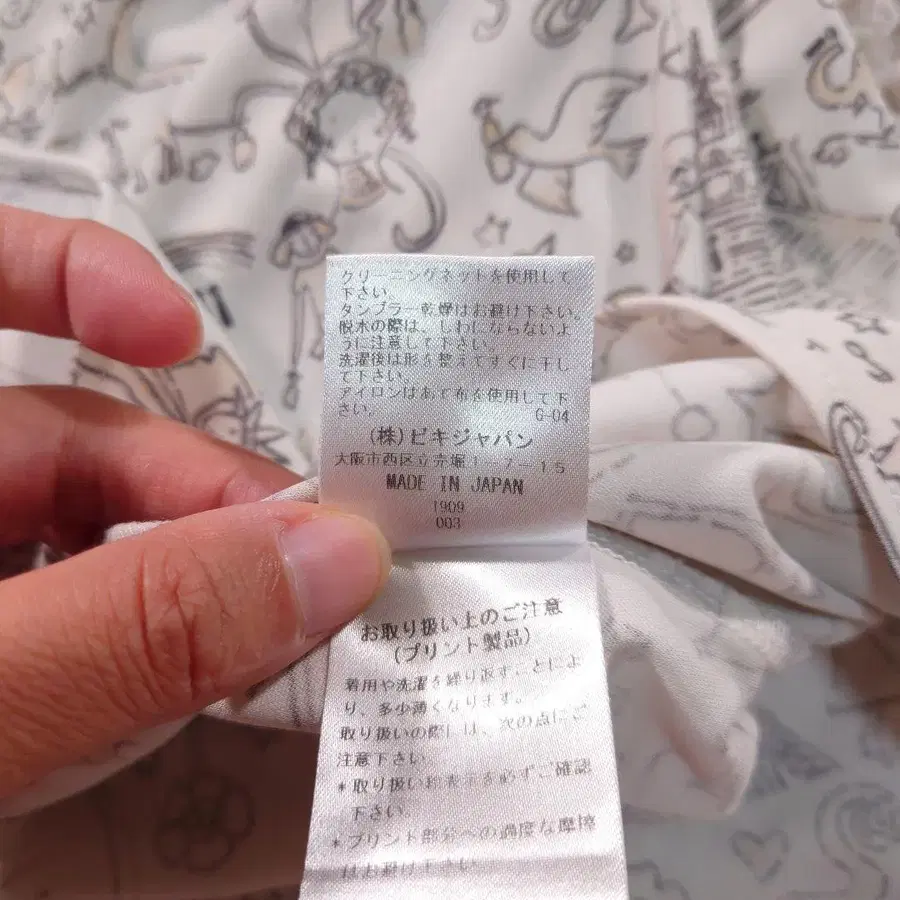 クリーニングネットを使用して
下さい。
タンブラー乾燥はお避け下さい。
脱水の際は、しわにならないよ
うに注意して下さい。
洗濯後は形を整えてすぐに干し
て下さい。
アイロンはあて布を使用して下
さい。 G-04
(株)ビギジャパン
大阪市西区立売堀1-7-15
MADE IN JAPAN
1909
003
お取り扱い上のご注意
(プリント製品)
着用や洗濯を繰り返すことによ
り、多少薄くなります。
取り扱いの際には、次の点にご
注意下さい。
*取り扱い絵表示を必ずご確認
下さい。
*プリント部分への過度な摩擦
はお避け下さい。